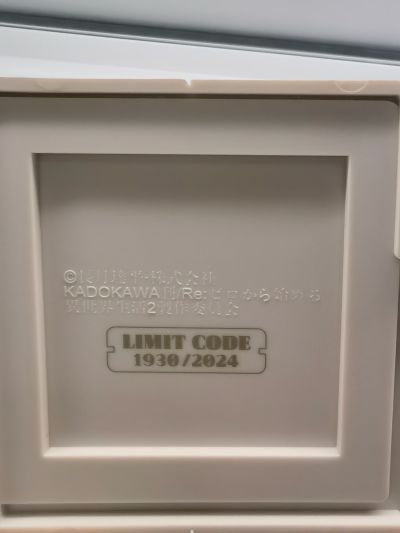 ©長月達平・株式会社
KADOKAWA刊/Re:ゼロから始める
異世界生活2製作委員会
LIMIT CODE
1930/2024